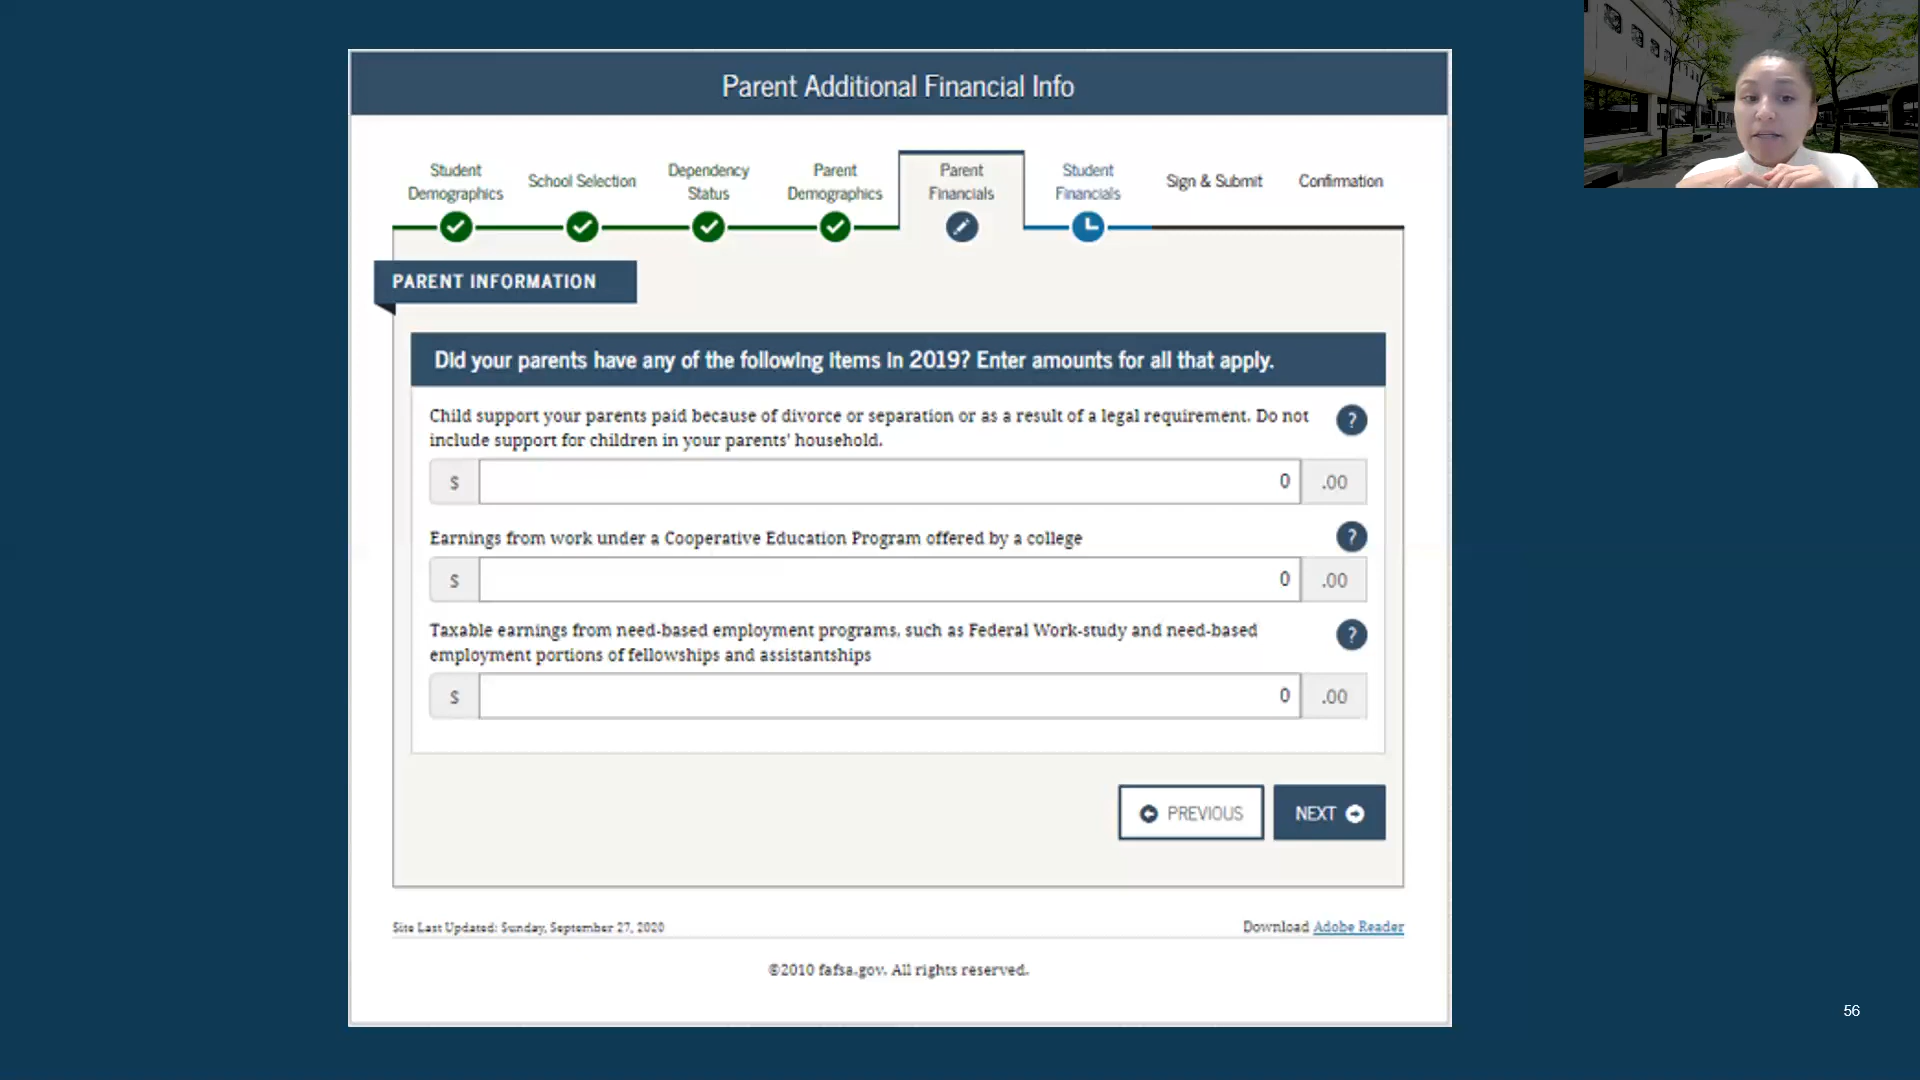 Parent Additional Financial Info
Student
Demographics
School Selection
Dependency
Status
Parent
Demographics
Parent
Financials
Student
Financials
Sign & Submit
Confirmation
PARENT INFORMATION
Did your parents have any of the following items in 2019? Enter amounts for all that apply.
Child support your parents paid because of divorce or separation or as a result of a legal requirement. Do not
include support for children in your parents' household.
?
$ 0 .00
Earnings from work under a Cooperative Education Program offered by a college
?
$ 0 .00
Taxable earnings from need-based employment programs, such as Federal Work-study and need-based
employment portions of fellowships and assistantships
?
$ 0 .00
PREVIOUS
NEXT
Site Last Updated: Sunday, September 27, 2020
Download Adobe Reader
©2010 fafsa.gov. All rights reserved.
56